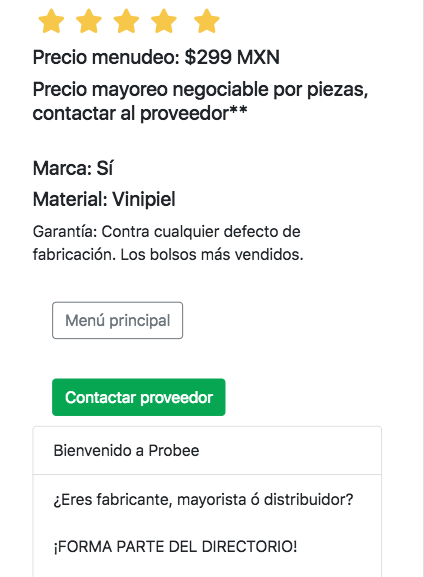 Precio menudeo: $299 MXN
Precio mayoreo negociable por piezas,
contactar al proveedor**
Marca: Sí
Material: Vinipiel
Garantía: Contra cualquier defecto de
fabricación. Los bolsos más vendidos.
Menú principal
Contactar proveedor
Bienvenido a Probee
¿Eres fabricante, mayorista ó distribuidor?
¡FORMA PARTE DEL DIRECTORIO!